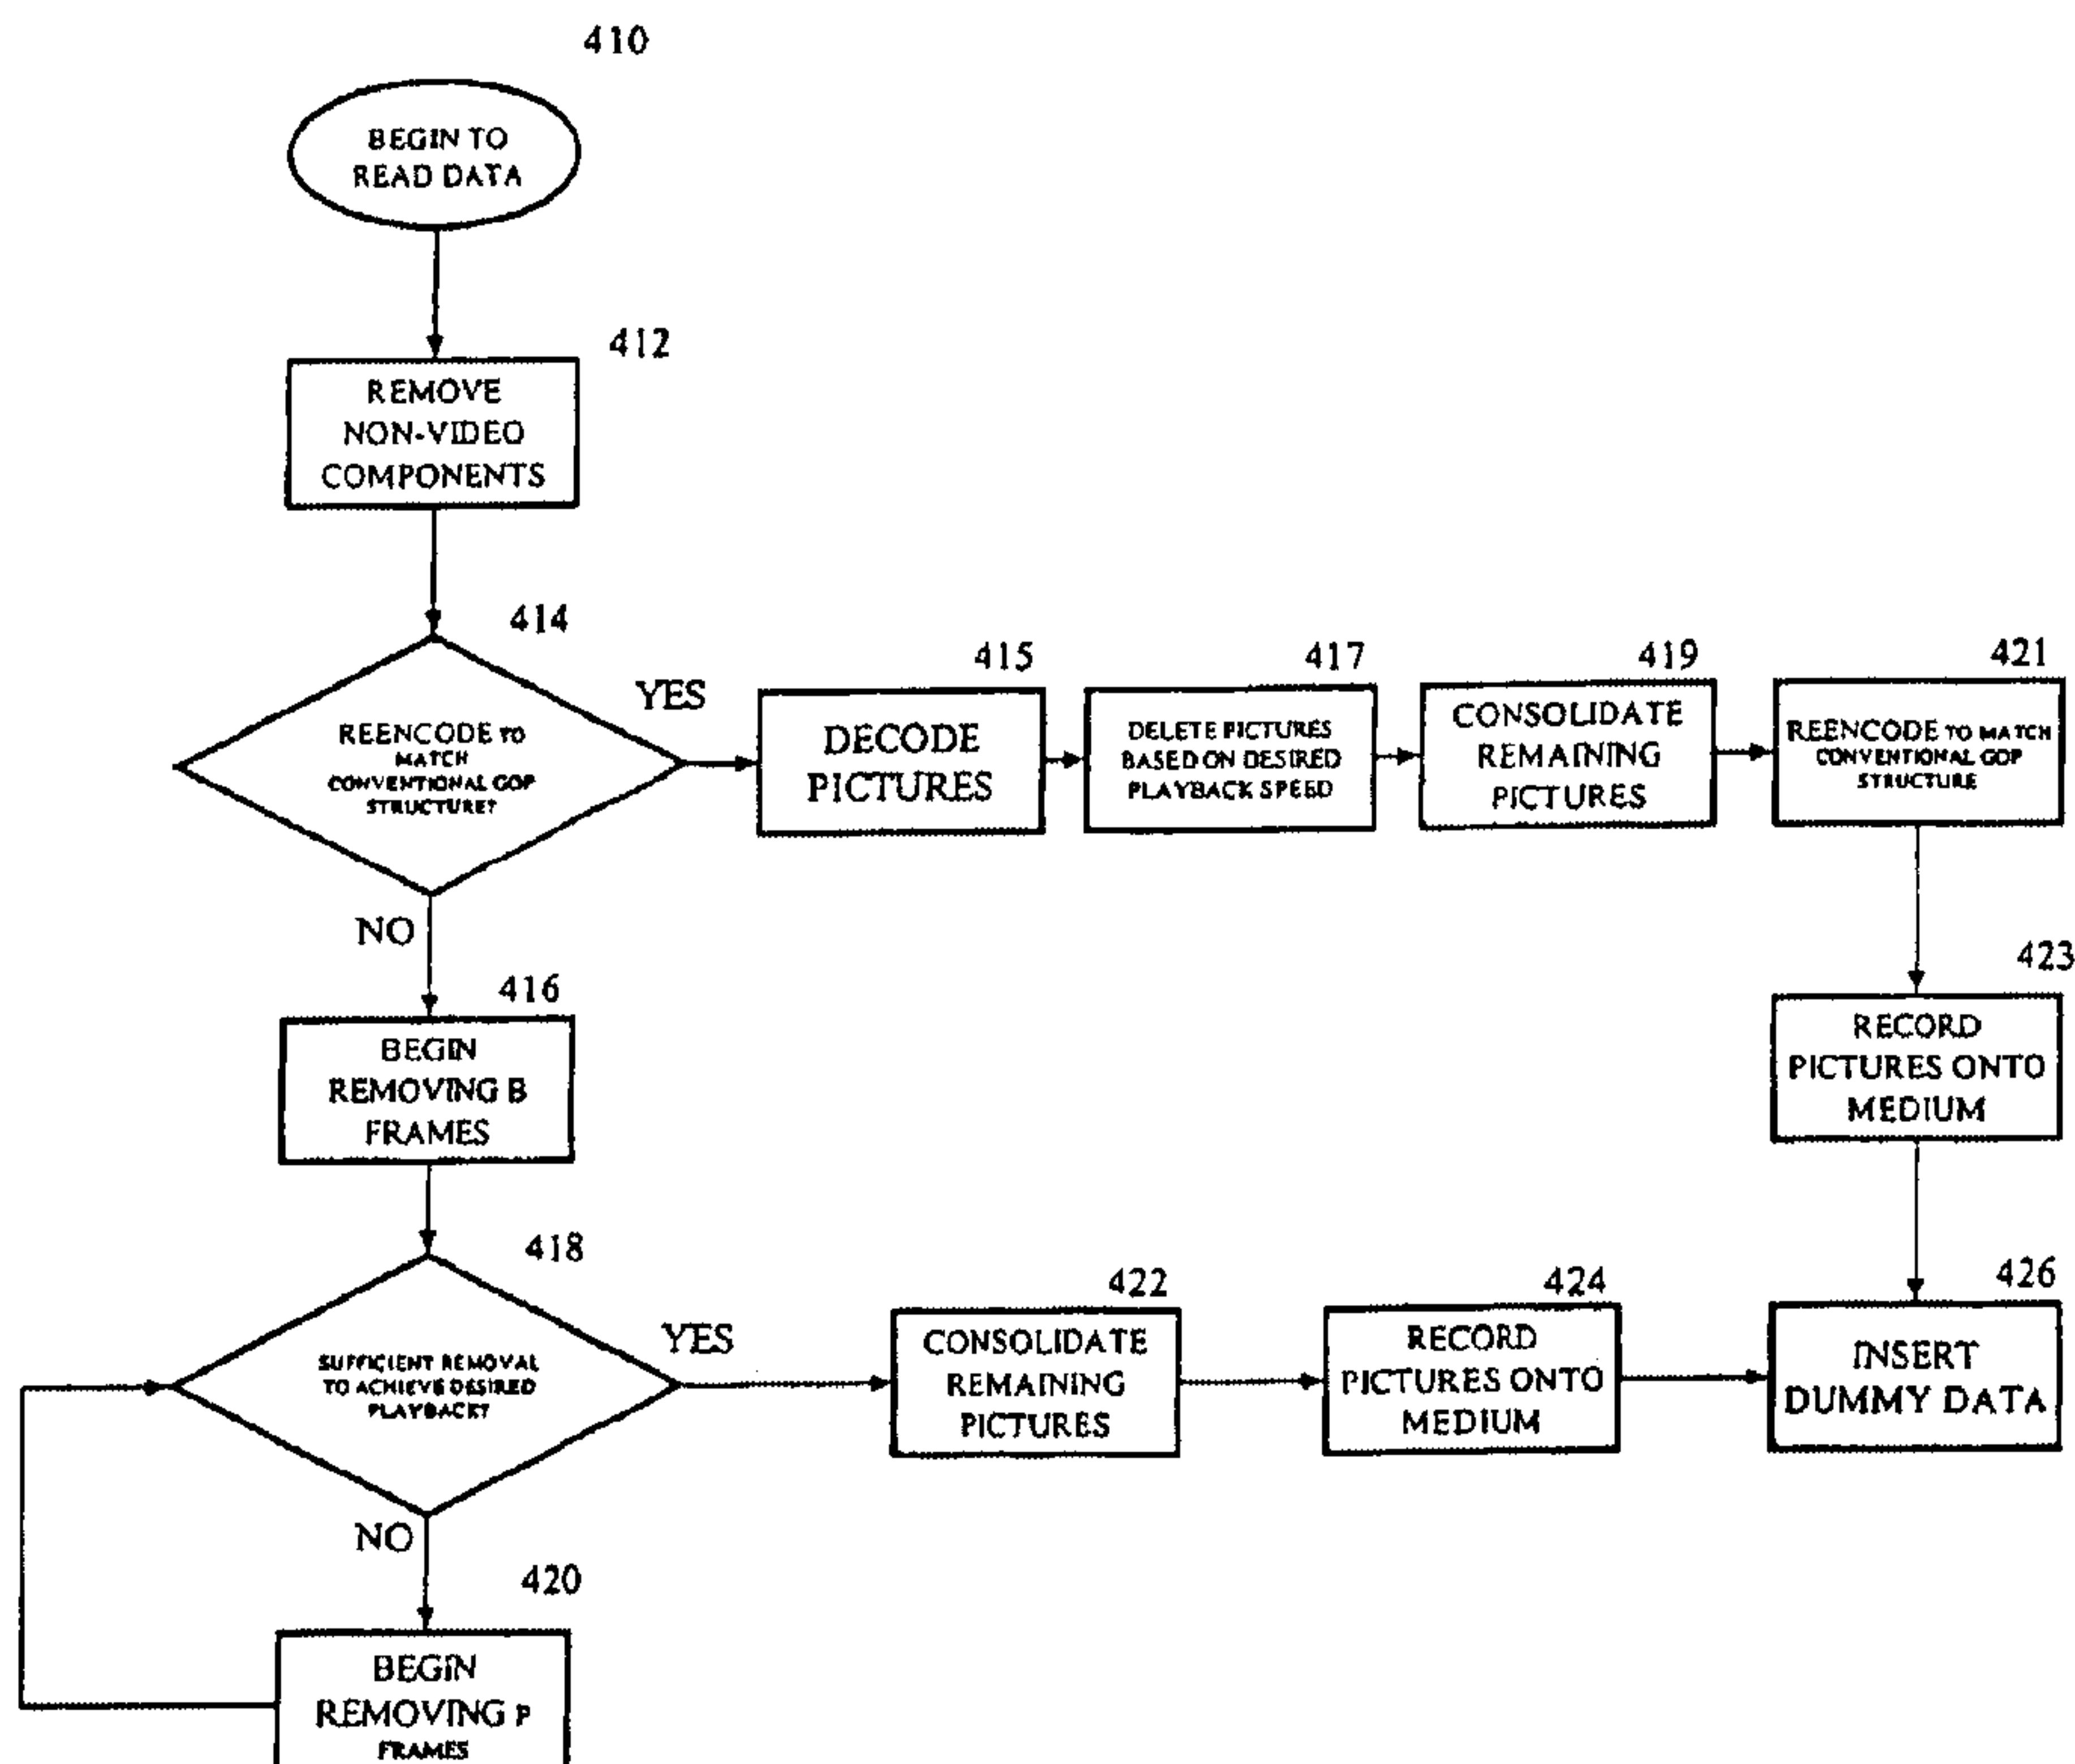 410
BEGIN TO
READ DATA
412
REMOVE
NON-VIDEO
COMPONENTS
414
REENCODE TO
MATCH
CONVENTIONAL GOP
STRUCTURE?
YES
NO
415
DECODE
PICTURES
417
DELETE PICTURES
BASED ON DESIRED
PLAYBACK SPEED
419
CONSOLIDATE
REMAINING
PICTURES
421
REENCODE TO MATCH
CONVENTIONAL GOP
STRUCTURE
423
RECORD
PICTURES ONTO
MEDIUM
416
BEGIN
REMOVING B
FRAMES
418
SUFFICIENT REMOVAL
TO ACHIEVE DESIRED
PLAYBACK?
YES
NO
422
CONSOLIDATE
REMAINING
PICTURES
424
RECORD
PICTURES ONTO
MEDIUM
426
INSERT
DUMMY DATA
420
BEGIN
REMOVING P
FRAMES